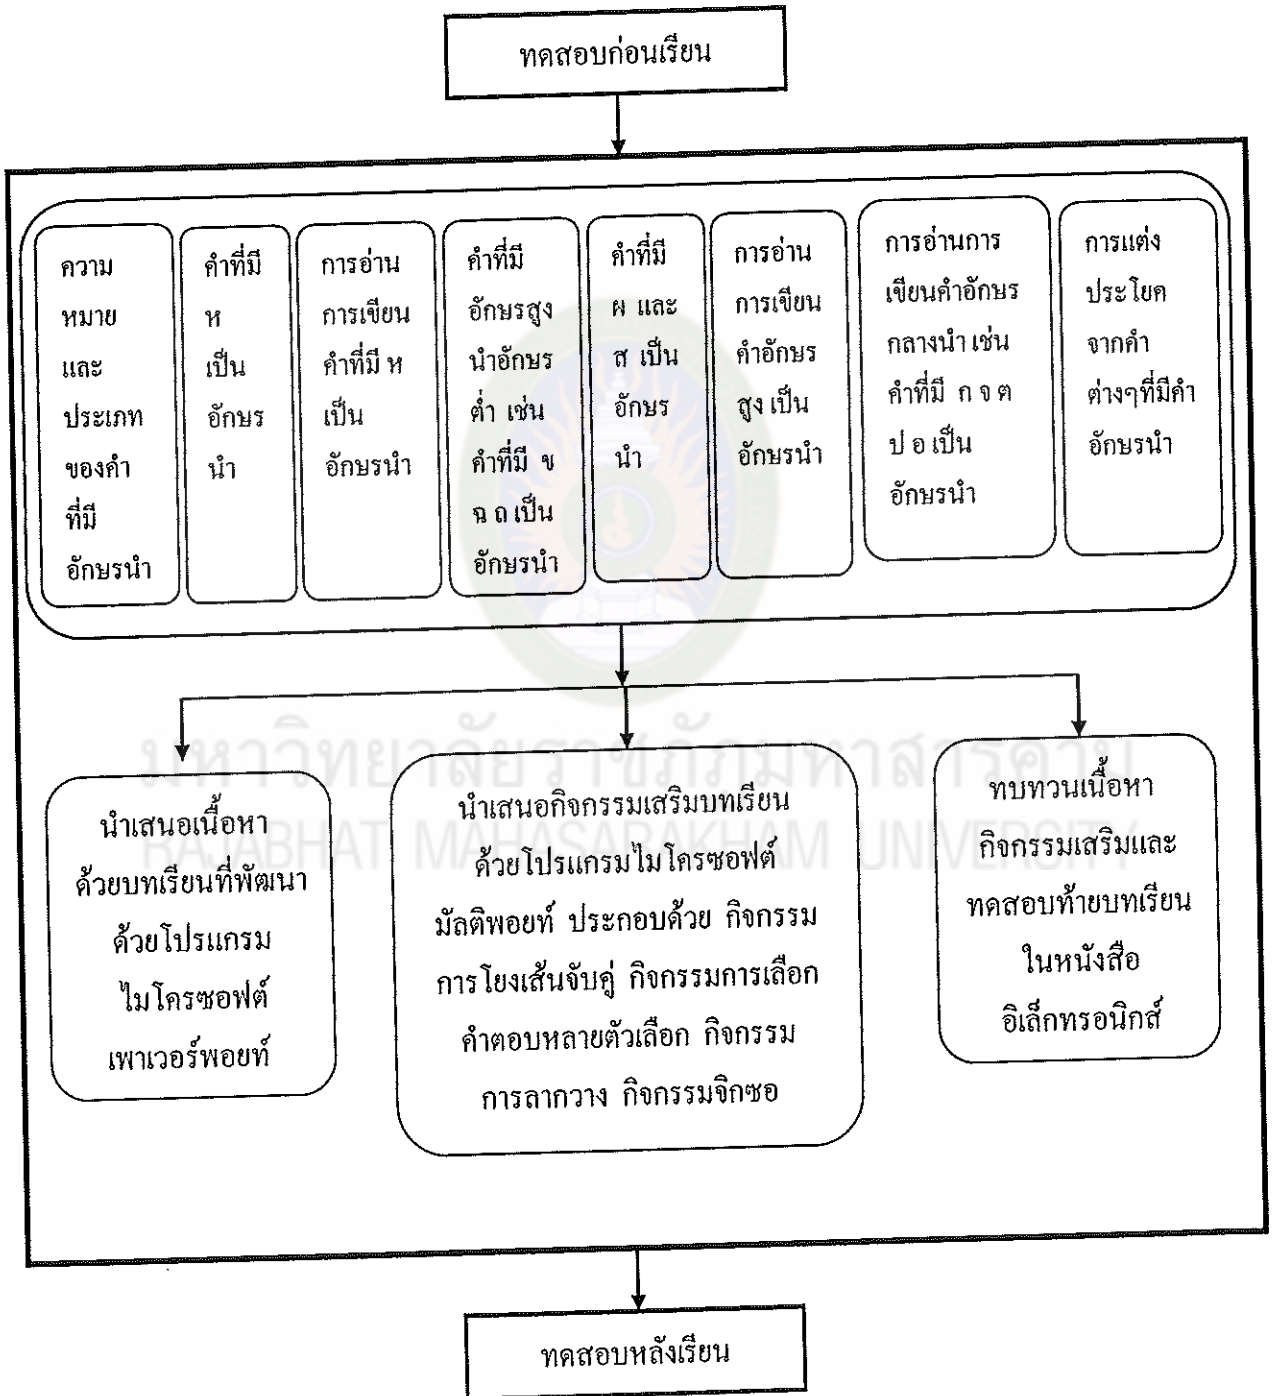 ทดสอบก่อนเรียน
ความ
หมาย
และ
ประเภท
ของคำ
ที่มี
อักษรนำ
คำที่มี
ห
เป็น
อักษร
นำ
การอ่าน
การเขียน
คำที่มี ห
เป็น
อักษรนำ
คำที่มี
อักษรสูง
นำอักษร
ต่ำ เช่น
คำที่มี ข
ฉ ถ เป็น
อักษรนำ
คำที่มี
ผ และ
ส เป็น
อักษร
นำ
การอ่าน
การเขียน
คำอักษร
สูง เป็น
อักษรนำ
การอ่านการ
เขียนคำอักษร
กลางนำ เช่น
คำที่มี ก จ ต
ป อ เป็น
อักษรนำ
การแต่ง
ประโยค
จากคำ
ต่างๆที่มีคำ
อักษรนำ
มหาวิทยาลัยราชภัฏมหาสารคาม
RAJABHAT MAHASARAKHAM UNIVERSITY
นำเสนอเนื้อหา
ด้วยบทเรียนที่พัฒนา
ด้วยโปรแกรม
ไมโครซอฟต์
เพาเวอร์พอยท์
นำเสนอกิจกรรมเสริมบทเรียน
ด้วยโปรแกรมไมโครซอฟต์
มัลติพอยท์ ประกอบด้วย กิจกรรม
การโยงเส้นจับคู่ กิจกรรมการเลือก
คำตอบหลายตัวเลือก กิจกรรม
การลากวาง กิจกรรมจิกซอ
ทบทวนเนื้อหา
กิจกรรมเสริมและ
ทดสอบท้ายบทเรียน
ในหนังสือ
อิเล็กทรอนิกส์
ทดสอบหลังเรียน